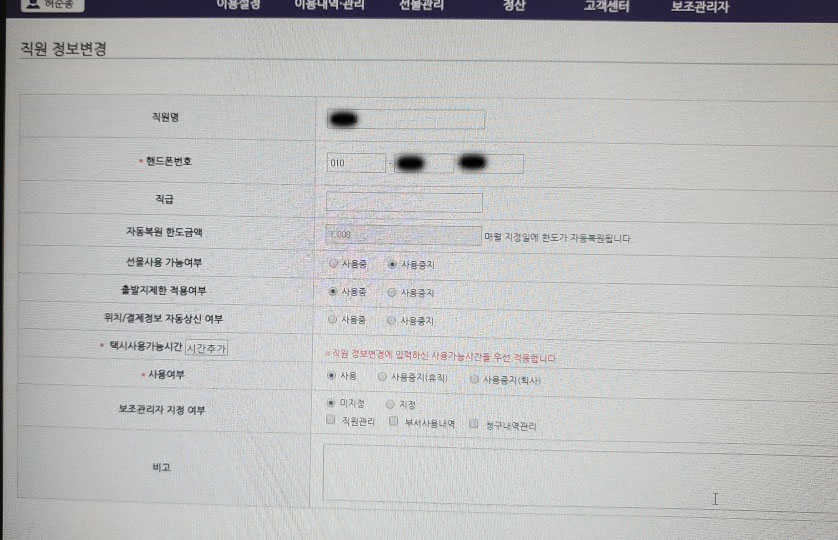 허순종
이용설정 이용내역·관리 선물관리 정산 고객센터 보조관리자
직원 정보변경
직원명
* 핸드폰번호 010 -
직급
자동복원 한도금액 1,000 매월 지정일에 한도가 자동복원됩니다.
선물사용 가능여부 사용중 사용중지
출발지제한 적용여부 사용중 사용중지
위치/결제정보 자동상신 여부 사용중 사용중지
* 택시사용가능시간 시간추가 ※직원 정보변경에 입력하신 사용가능시간을 우선 적용합니다
* 사용여부 사용 사용중지(휴직) 사용중지(퇴사)
보조관리자 지정 여부 미지정 지정
직원관리 부서사용내역 청구내역관리
비고